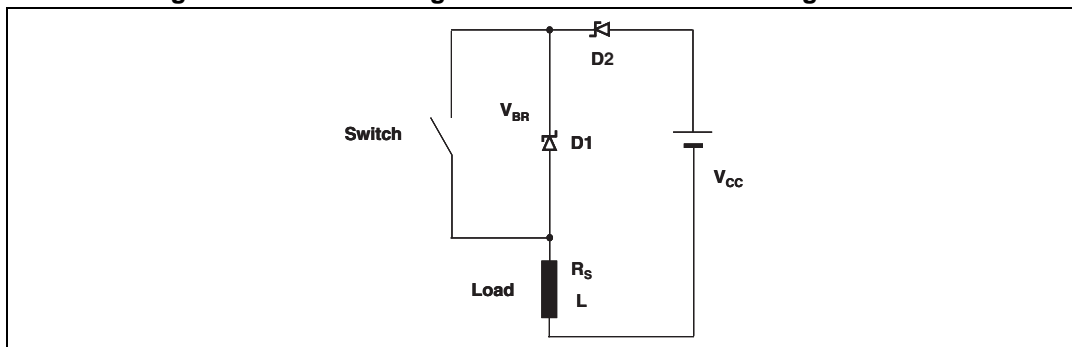 D2
V_BR
Switch
D1
V_CC
R_S
Load
L